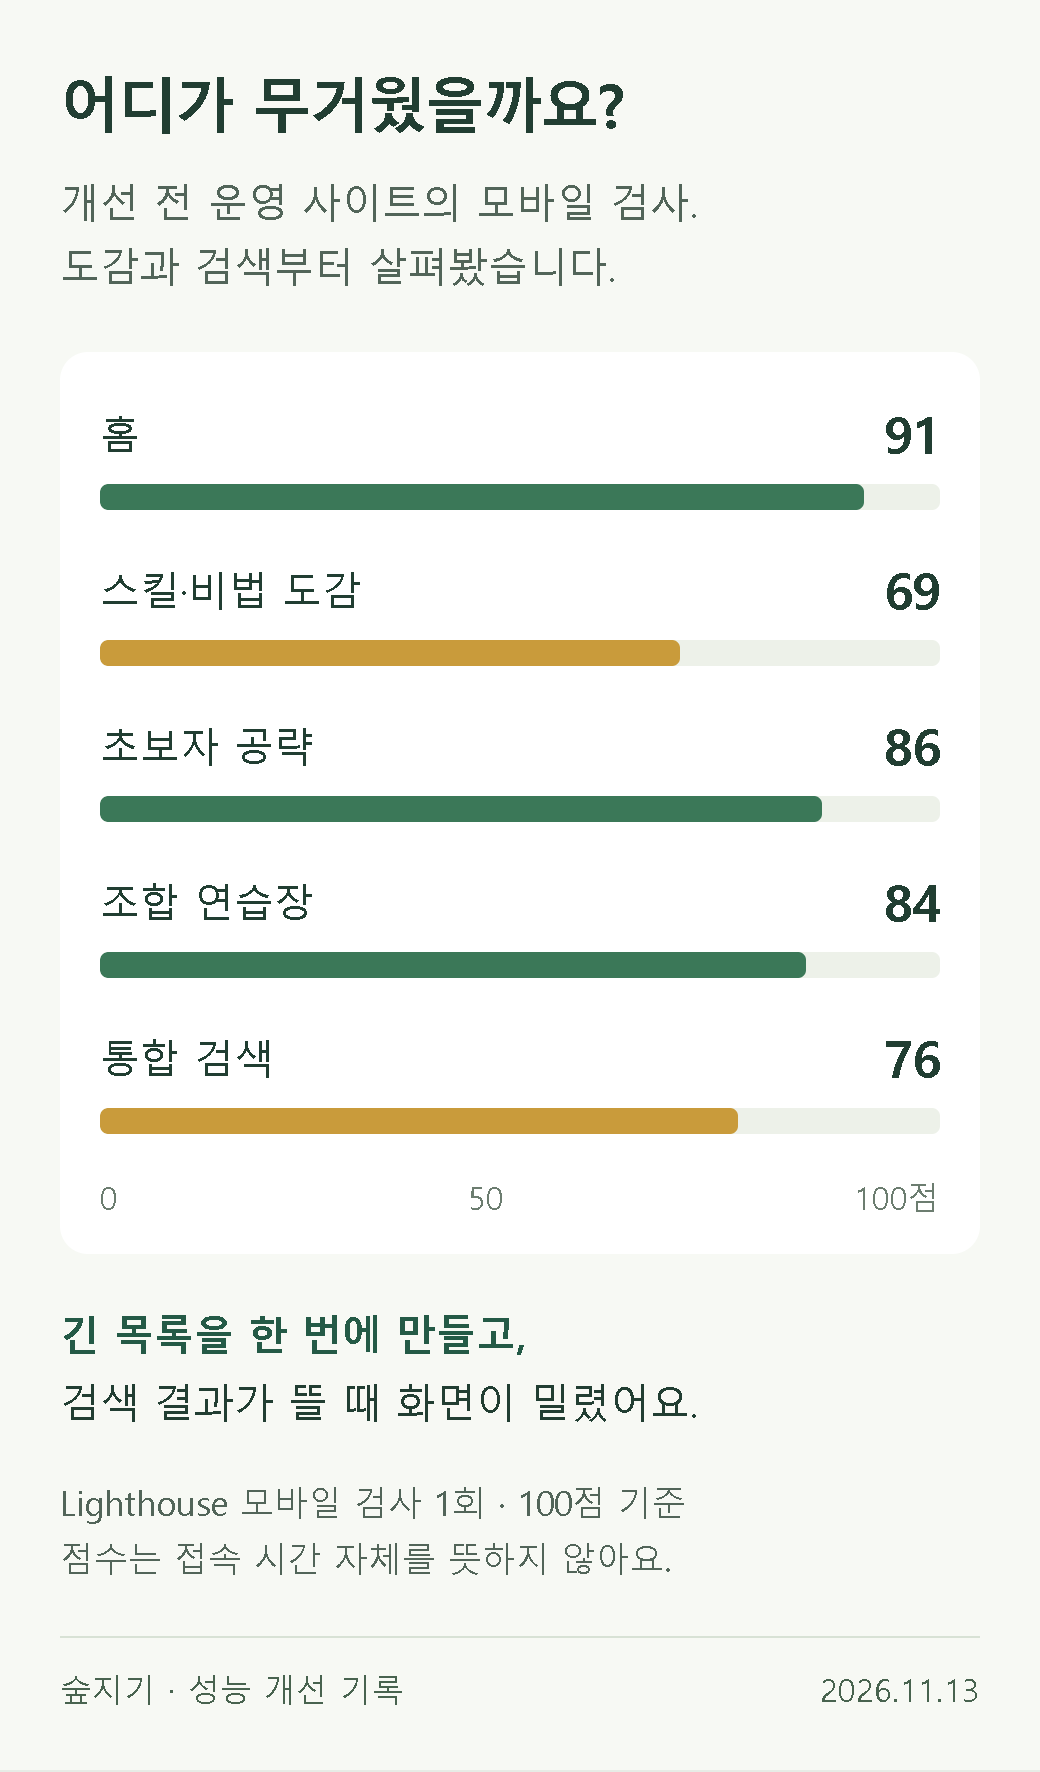 어디가 무거웠을까요?
개선 전 운영 사이트의 모바일 검사.
도감과 검색부터 살펴봤습니다.
홈 91
스킬·비법 도감 69
초보자 공략 86
조합 연습장 84
통합 검색 76
0 50 100점
긴 목록을 한 번에 만들고,
검색 결과가 뜰 때 화면이 밀렸어요.
Lighthouse 모바일 검사 1회 · 100점 기준
점수는 접속 시간 자체를 뜻하지 않아요.
숲지기 · 성능 개선 기록 2026.11.13